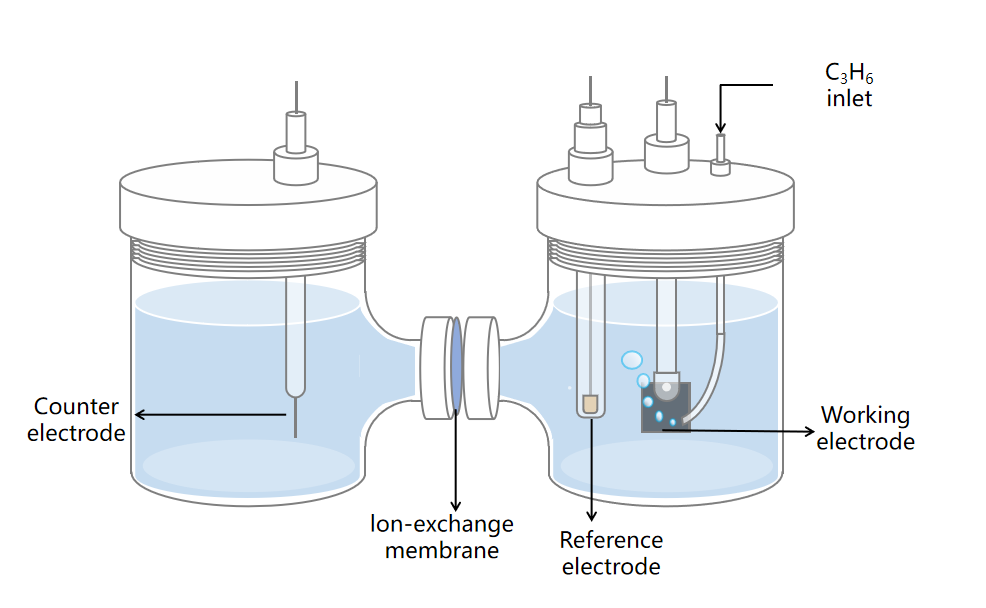 C₃H₆
inlet
Counter
electrode
Working
electrode
Ion-exchange
membrane
Reference
electrode